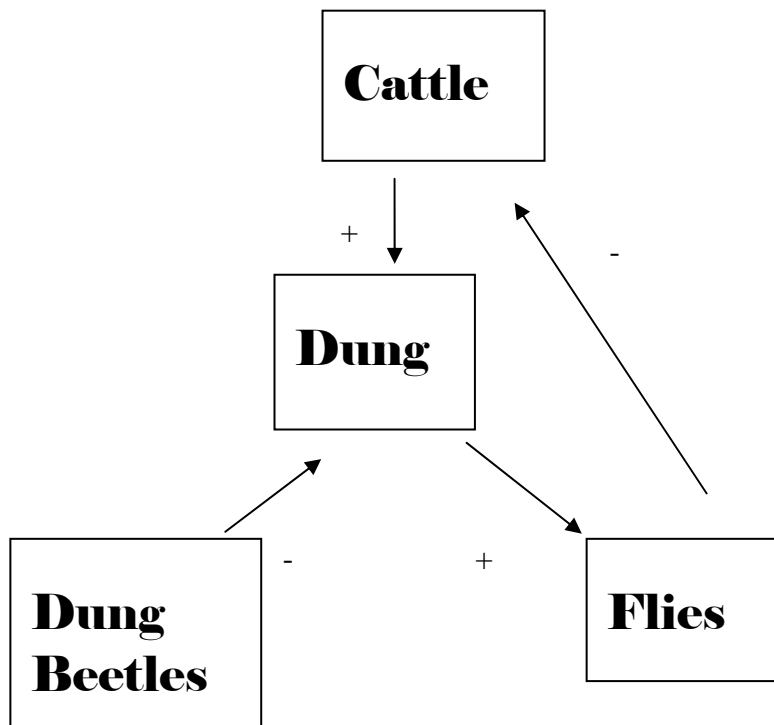 Cattle
+
-
Dung
-
+
Dung
Beetles
Flies